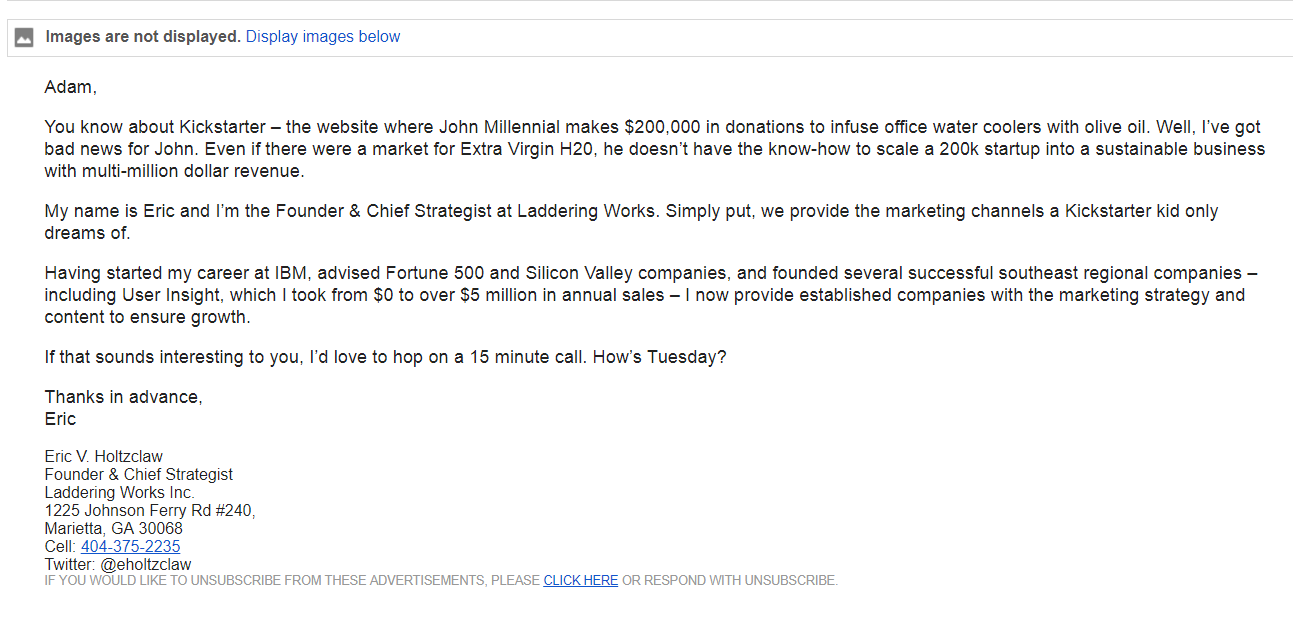 Images are not displayed. Display images below
Adam,
You know about Kickstarter – the website where John Millennial makes $200,000 in donations to infuse office water coolers with olive oil. Well, I’ve got
bad news for John. Even if there were a market for Extra Virgin H20, he doesn’t have the know-how to scale a 200k startup into a sustainable business
with multi-million dollar revenue.
My name is Eric and I’m the Founder & Chief Strategist at Laddering Works. Simply put, we provide the marketing channels a Kickstarter kid only
dreams of.
Having started my career at IBM, advised Fortune 500 and Silicon Valley companies, and founded several successful southeast regional companies –
including User Insight, which I took from $0 to over $5 million in annual sales – I now provide established companies with the marketing strategy and
content to ensure growth.
If that sounds interesting to you, I’d love to hop on a 15 minute call. How’s Tuesday?
Thanks in advance,
Eric
Eric V. Holtzclaw
Founder & Chief Strategist
Laddering Works Inc.
1225 Johnson Ferry Rd #240,
Marietta, GA 30068
Cell: 404-375-2235
Twitter: @eholtzclaw
IF YOU WOULD LIKE TO UNSUBSCRIBE FROM THESE ADVERTISEMENTS, PLEASE CLICK HERE OR RESPOND WITH UNSUBSCRIBE.